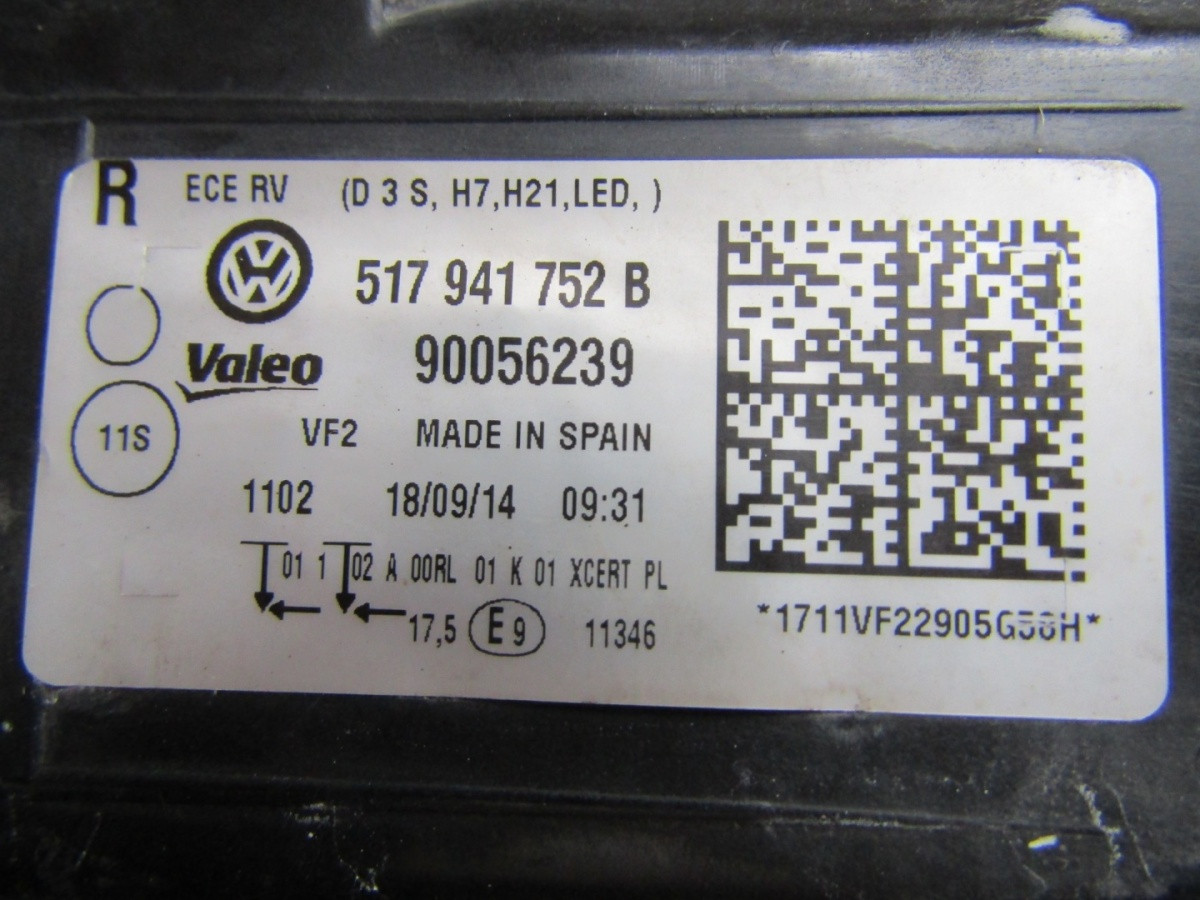 R ECE RV (D 3 S, H7,H21,LED, )
517 941 752 B
Valeo 90056239
11S VF2 MADE IN SPAIN
1102 18/09/14 09:31
01 1 02 A 00RL 01 K 01 XCERT PL
17,5 E9 11346